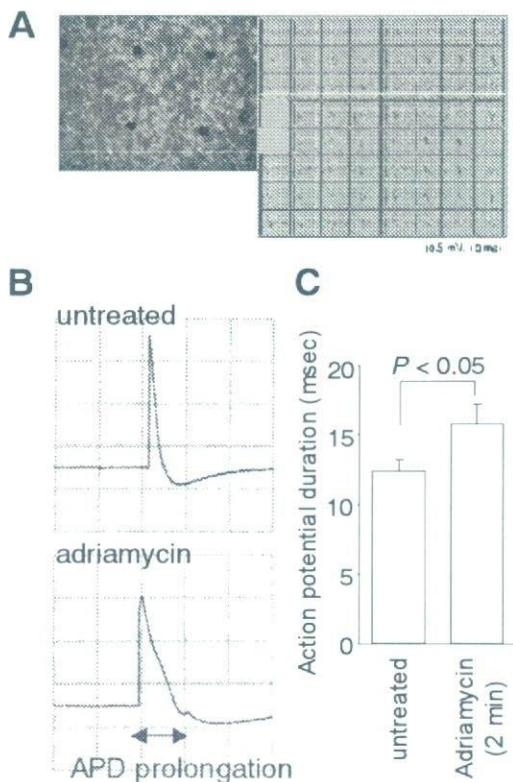 A
B
untreated
adriamycin
APD prolongation
C
Action potential duration (msec)
P < 0.05
20
15
10
5
0
untreated
Adriamycin
(2 min)